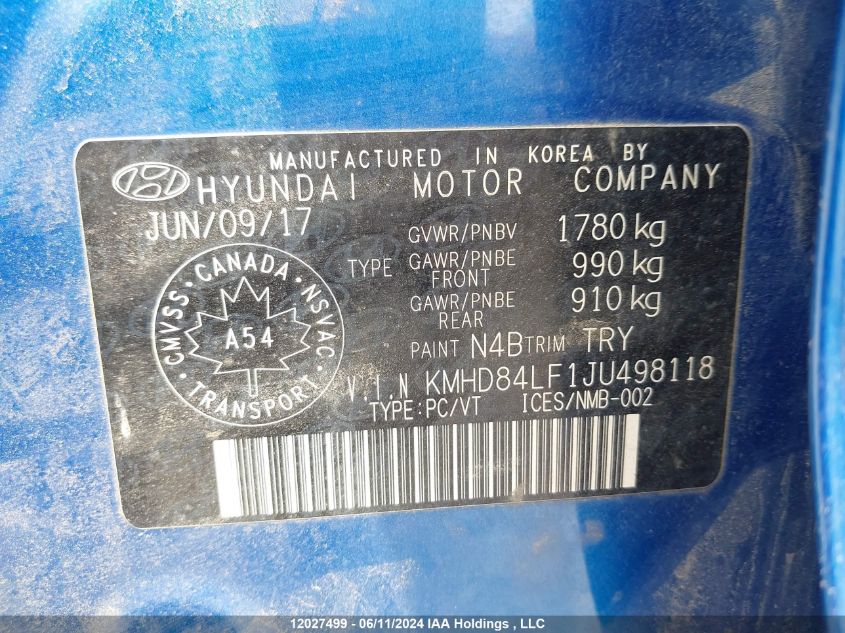 MANUFACTURED IN KOREA BY
HYUNDAI MOTOR COMPANY
JUN/09/17
GVWR/PNBV 1780 kg
TYPE GAWR/PNBE FRONT 990 kg
GAWR/PNBE REAR 910 kg
PAINT N4B TRIM TRY
CANADA
CMVSS NSVAC
A54
TRANSPORT
V.I.N KMHD84LF1JU498118
TYPE:PC/VT ICES/NMB-002
12027499 - 06/11/2024 IAA Holdings , LLC